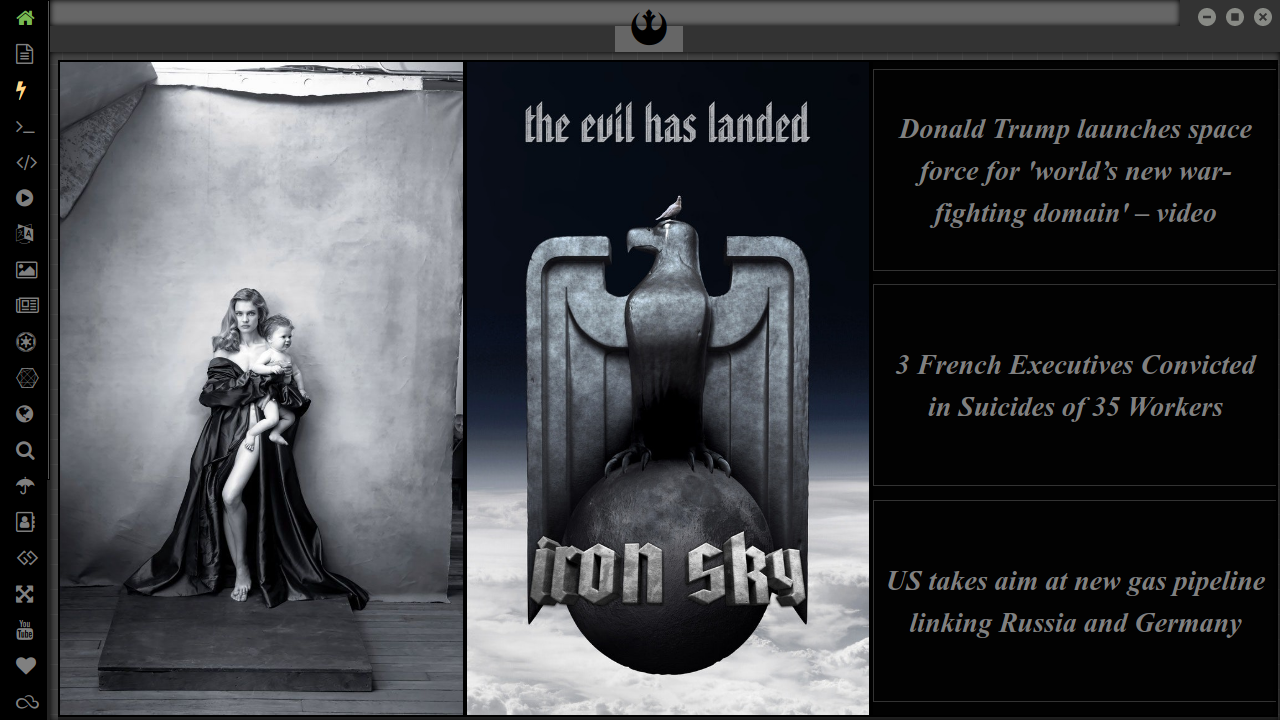 the evil has landed
iron sky
Donald Trump launches space
force for 'world’s new war-
fighting domain' – video
3 French Executives Convicted
in Suicides of 35 Workers
US takes aim at new gas pipeline
linking Russia and Germany
You
Tube